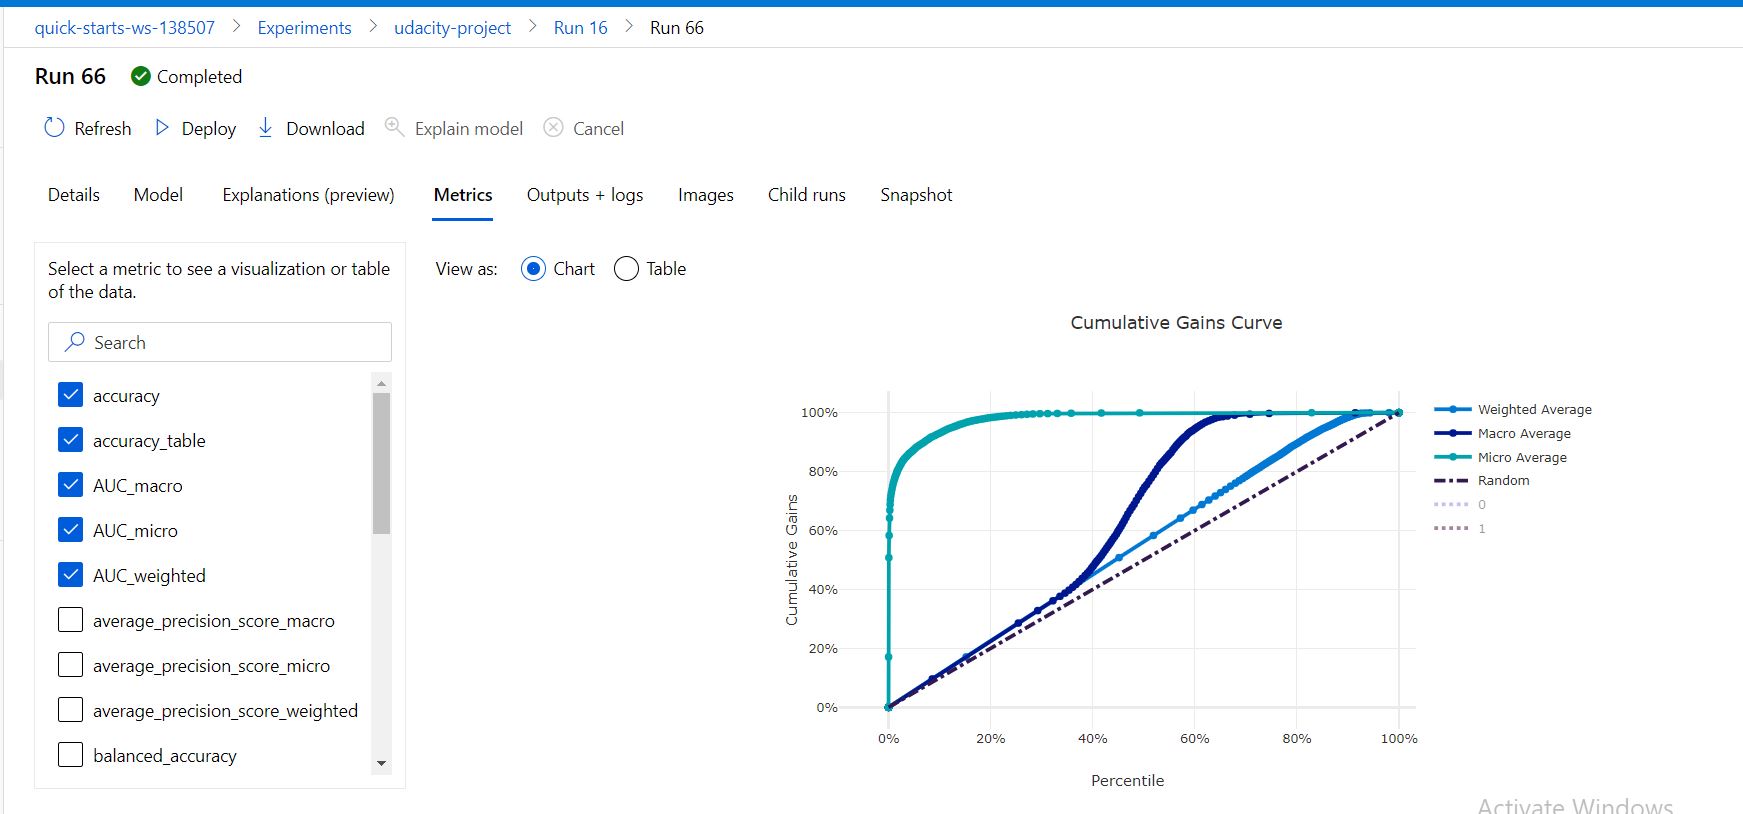 quick-starts-ws-138507 > Experiments > udacity-project > Run 16 > Run 66
Run 66 Completed
Refresh Deploy Download Explain model Cancel
Details Model Explanations (preview) Metrics Outputs + logs Images Child runs Snapshot
Select a metric to see a visualization or table
of the data.
Search
accuracy
accuracy_table
AUC_macro
AUC_micro
AUC_weighted
average_precision_score_macro
average_precision_score_micro
average_precision_score_weighted
balanced_accuracy
View as: Chart Table
Cumulative Gains Curve
Cumulative Gains
100%
80%
60%
40%
20%
0%
0% 20% 40% 60% 80% 100%
Percentile
Weighted Average
Macro Average
Micro Average
Random
0
1
Activate Windows